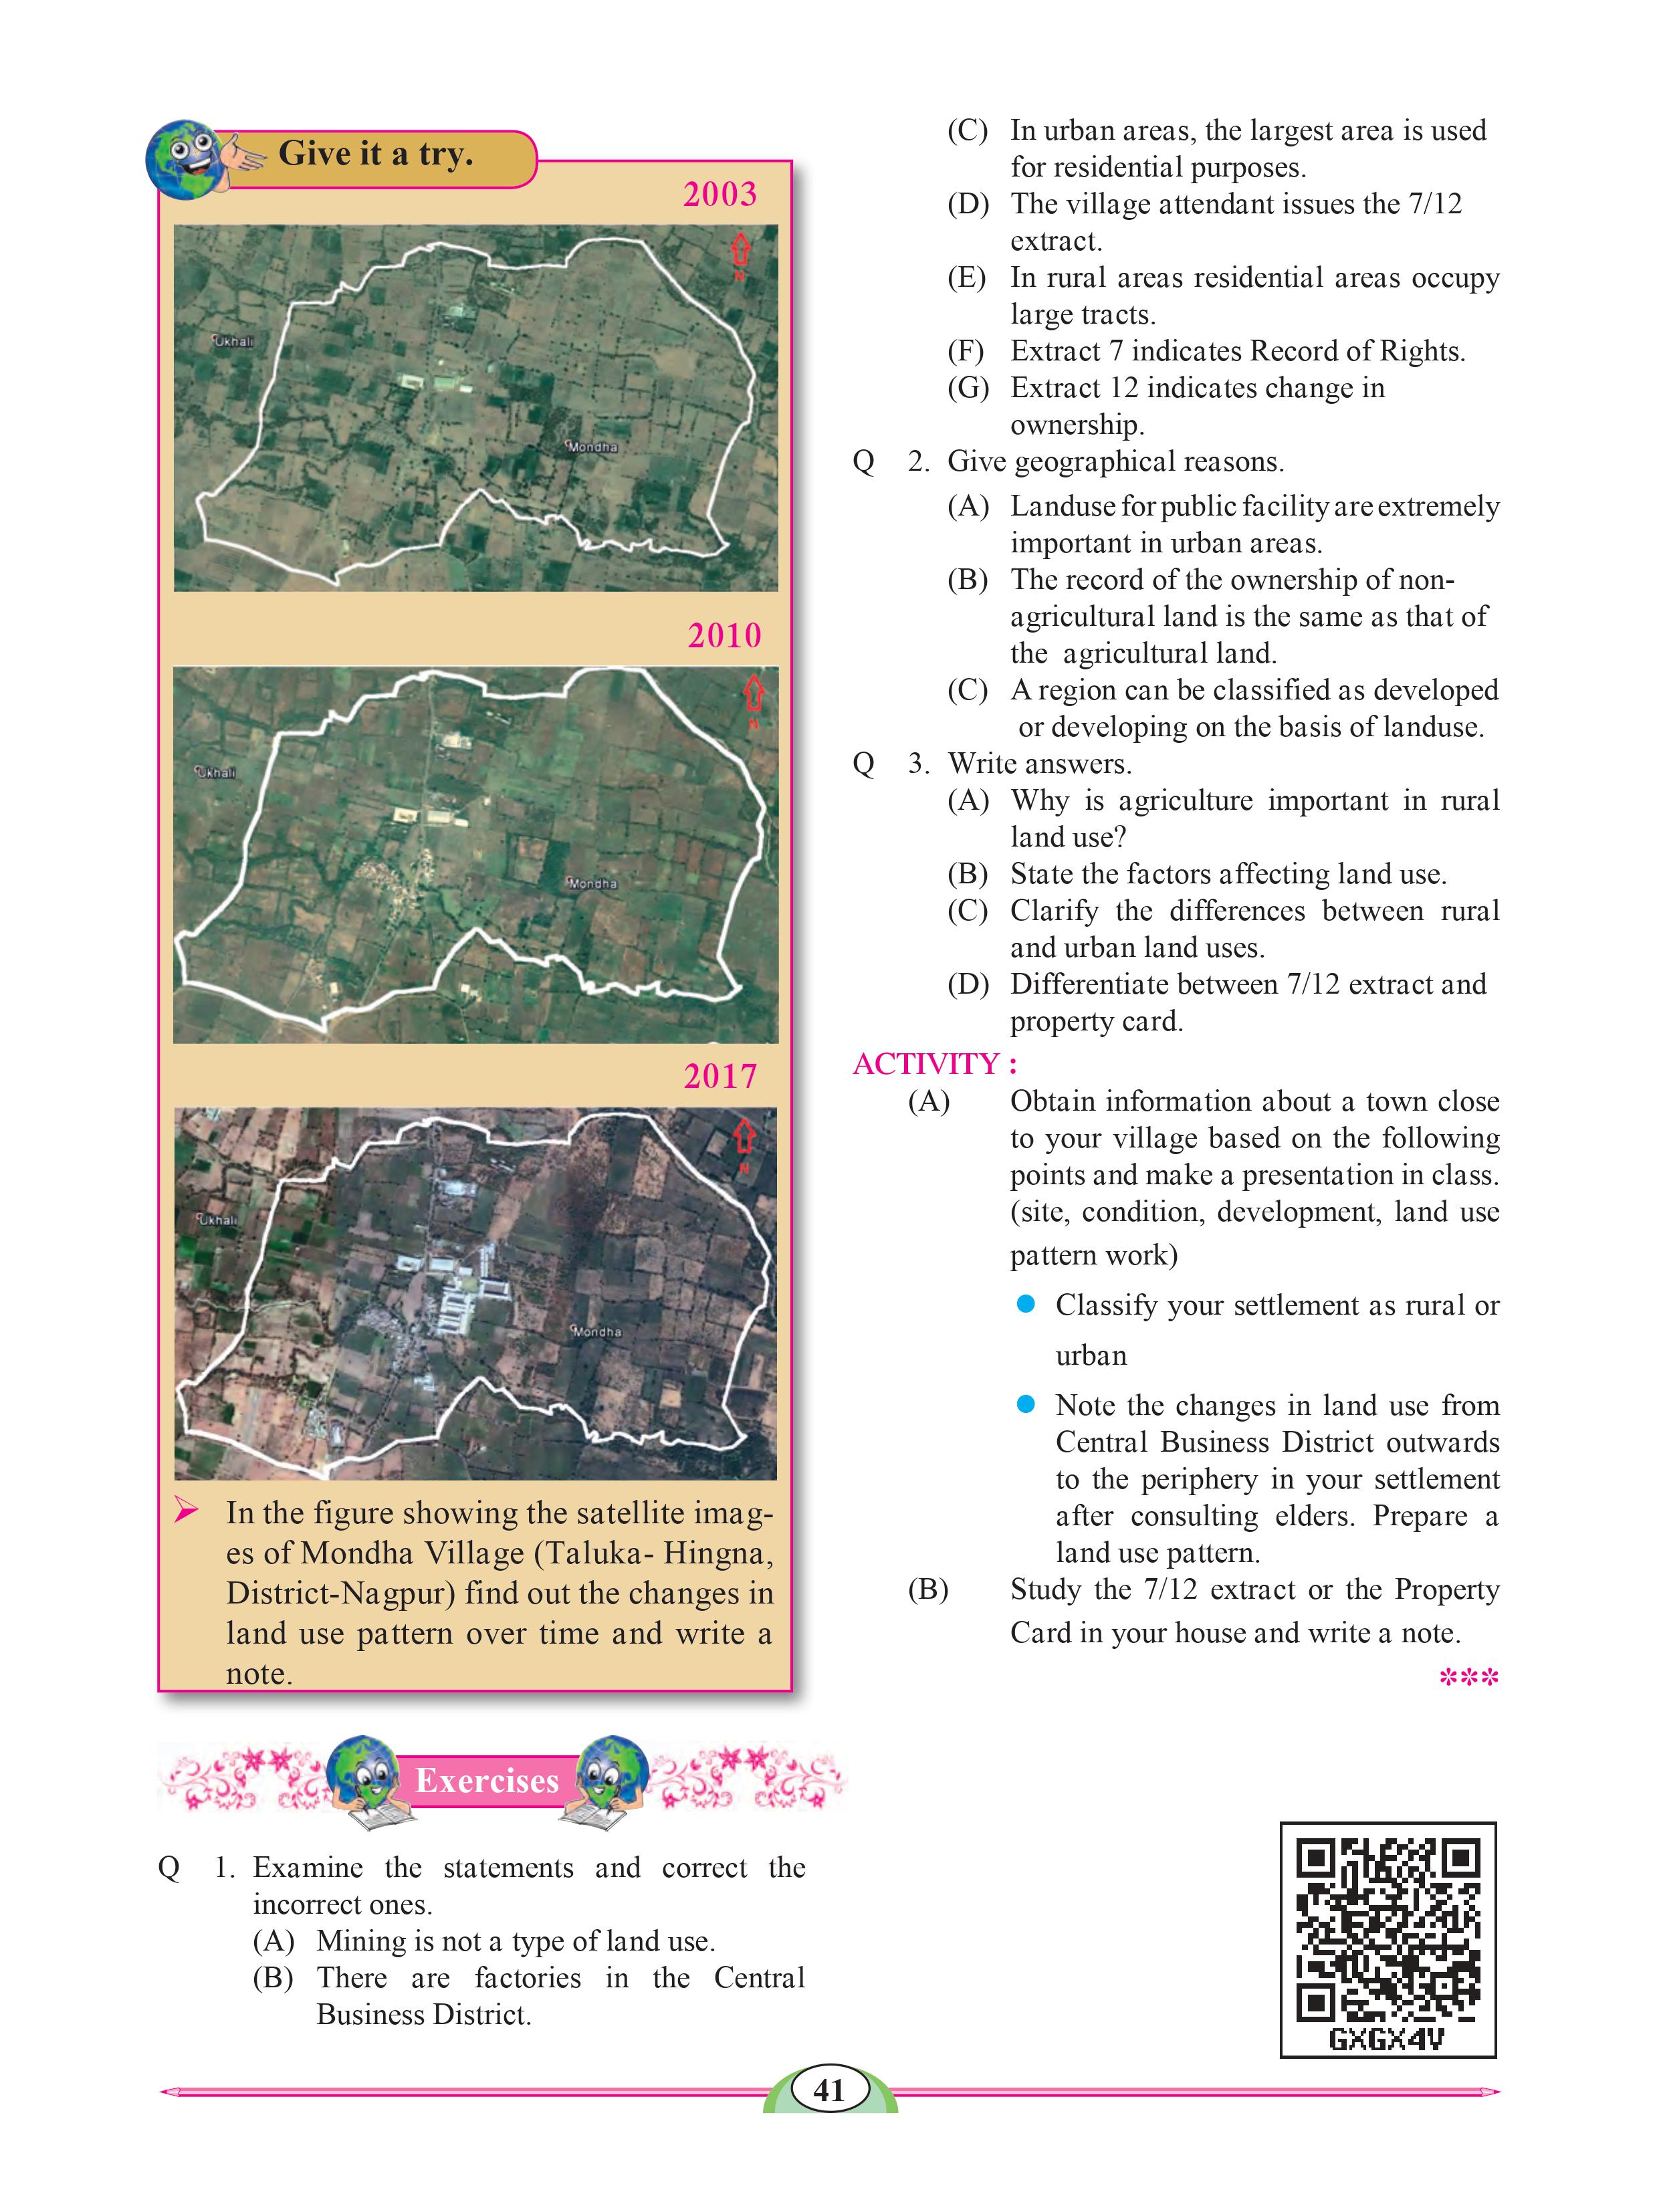 Give it a try.
2003
N
Ukhali
Mondha
2010
N
Ukhali
Mondha
2017
N
Ukhali
Mondha
In the figure showing the satellite imag-
es of Mondha Village (Taluka- Hingna,
District-Nagpur) find out the changes in
land use pattern over time and write a
note.
Exercises
Q 1. Examine the statements and correct the
incorrect ones.
(A) Mining is not a type of land use.
(B) There are factories in the Central
Business District.
(C) In urban areas, the largest area is used
for residential purposes.
(D) The village attendant issues the 7/12
extract.
(E) In rural areas residential areas occupy
large tracts.
(F) Extract 7 indicates Record of Rights.
(G) Extract 12 indicates change in
ownership.
Q 2. Give geographical reasons.
(A) Landuse for public facility are extremely
important in urban areas.
(B) The record of the ownership of non-
agricultural land is the same as that of
the agricultural land.
(C) A region can be classified as developed
or developing on the basis of landuse.
Q 3. Write answers.
(A) Why is agriculture important in rural
land use?
(B) State the factors affecting land use.
(C) Clarify the differences between rural
and urban land uses.
(D) Differentiate between 7/12 extract and
property card.
ACTIVITY :
(A) Obtain information about a town close
to your village based on the following
points and make a presentation in class.
(site, condition, development, land use
pattern work)
● Classify your settlement as rural or
urban
● Note the changes in land use from
Central Business District outwards
to the periphery in your settlement
after consulting elders. Prepare a
land use pattern.
(B) Study the 7/12 extract or the Property
Card in your house and write a note.
***
GXGX4V
41